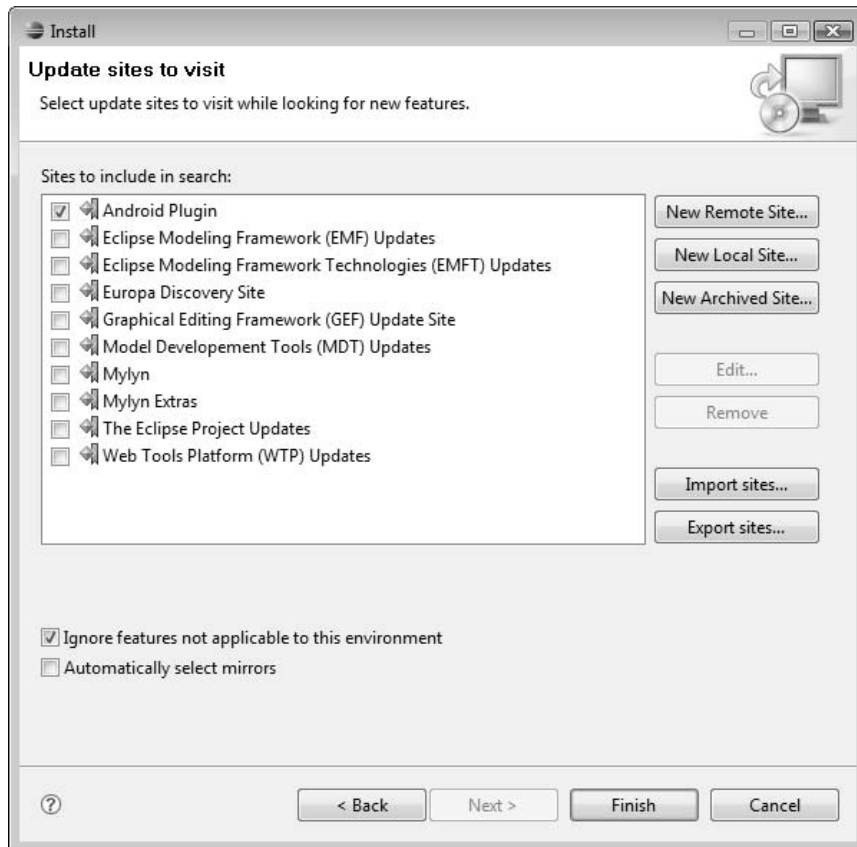 Install
Update sites to visit
Select update sites to visit while looking for new features.
Sites to include in search:
Android Plugin
Eclipse Modeling Framework (EMF) Updates
Eclipse Modeling Framework Technologies (EMFT) Updates
Europa Discovery Site
Graphical Editing Framework (GEF) Update Site
Model Developement Tools (MDT) Updates
Mylyn
Mylyn Extras
The Eclipse Project Updates
Web Tools Platform (WTP) Updates
New Remote Site...
New Local Site...
New Archived Site...
Edit...
Remove
Import sites...
Export sites...
Ignore features not applicable to this environment
Automatically select mirrors
?
< Back
Next >
Finish
Cancel